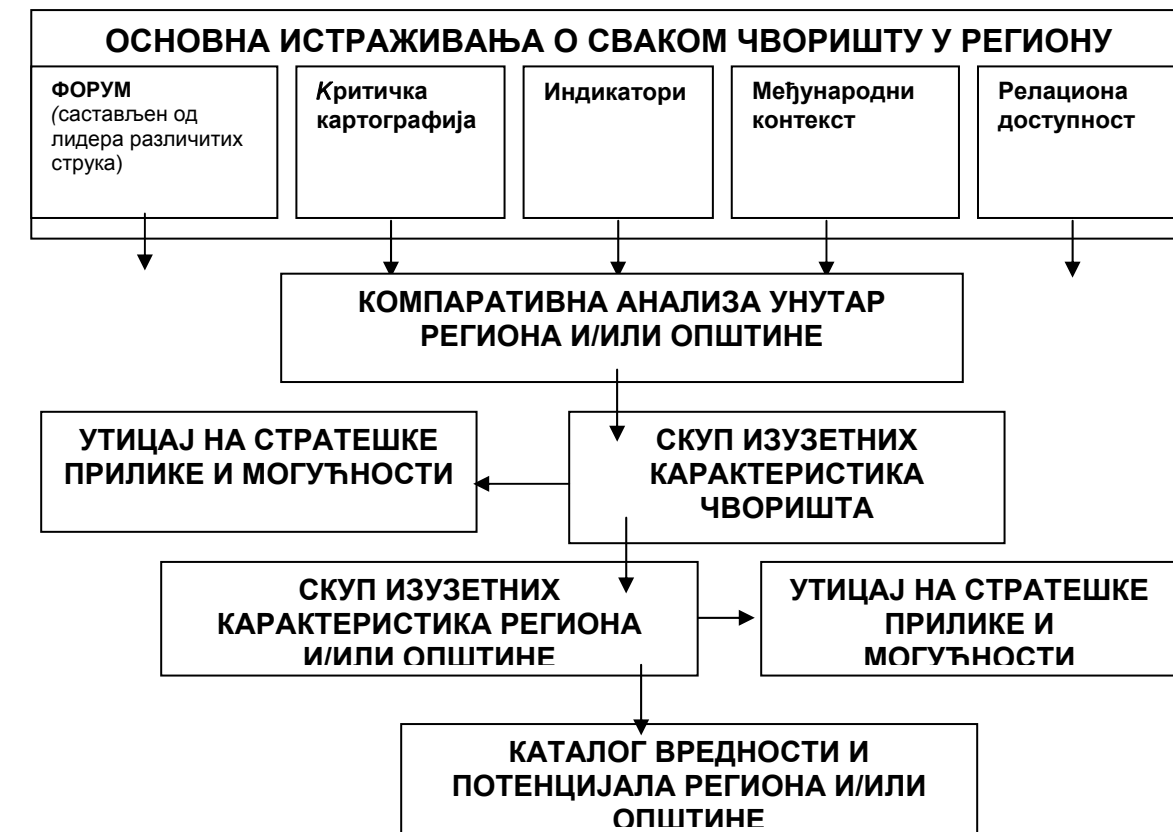 ОСНОВНА ИСТРАЖИВАЊА О СВАКОМ ЧВОРИШТУ У РЕГИОНУ
ФОРУМ
(састављен од
лидера различитих
струка)
Критичка
картографија
Индикатори
Међународни
контекст
Релациона
доступност
КОМПАРАТИВНА АНАЛИЗА УНУТАР
РЕГИОНА И/ИЛИ ОПШТИНЕ
УТИЦАЈ НА СТРАТЕШКЕ
ПРИЛИКЕ И МОГУЋНОСТИ
СКУП ИЗУЗЕТНИХ
КАРАКТЕРИСТИКА
ЧВОРИШТА
СКУП ИЗУЗЕТНИХ
КАРАКТЕРИСТИКА РЕГИОНА
И/ИЛИ ОПШТИНЕ
УТИЦАЈ НА СТРАТЕШКЕ
ПРИЛИКЕ И
МОГУЋНОСТИ
КАТАЛОГ ВРЕДНОСТИ И
ПОТЕНЦИЈАЛА РЕГИОНА И/ИЛИ
ОПШТИНЕ